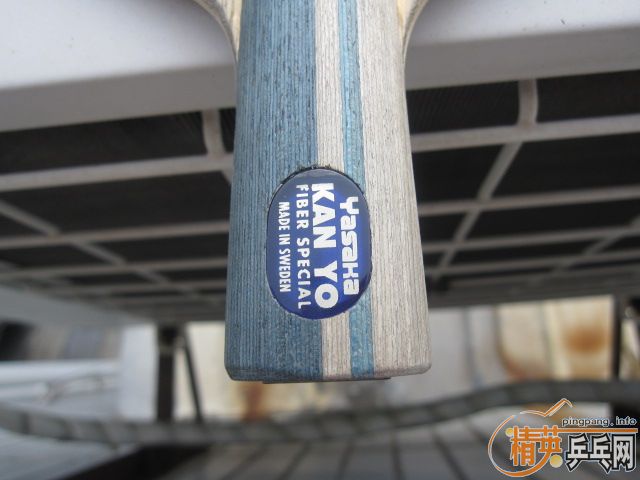 Yasaka
KAN YO
FIBER SPECIAL
MADE IN SWEDEN
pingpang.info
精英乒乓网